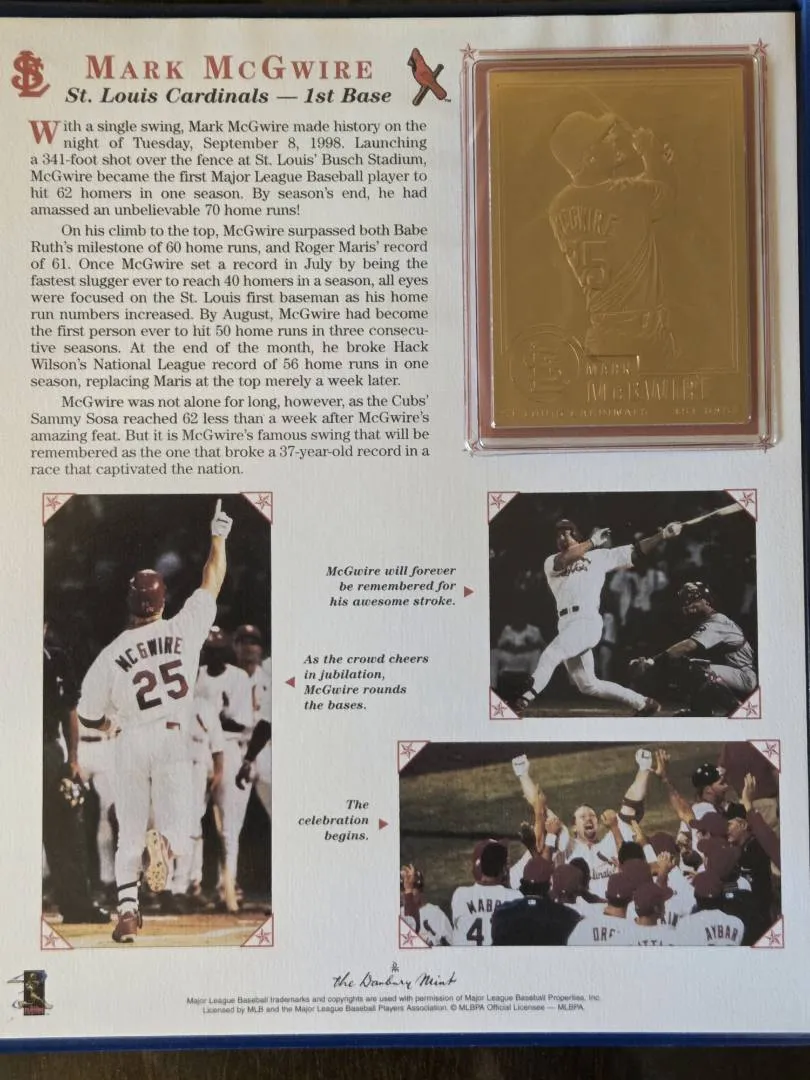 MARK MCGWIRE
St. Louis Cardinals — 1st Base
With a single swing, Mark McGwire made history on the
night of Tuesday, September 8, 1998. Launching
a 341-foot shot over the fence at St. Louis' Busch Stadium,
McGwire became the first Major League Baseball player to
hit 62 homers in one season. By season's end, he had
amassed an unbelievable 70 home runs!
On his climb to the top, McGwire surpassed both Babe
Ruth's milestone of 60 home runs, and Roger Maris' record
of 61. Once McGwire set a record in July by being the
fastest slugger ever to reach 40 homers in a season, all eyes
were focused on the St. Louis first baseman as his home
run numbers increased. By August, McGwire had become
the first person ever to hit 50 home runs in three consecu-
tive seasons. At the end of the month, he broke Hack
Wilson's National League record of 56 home runs in one
season, replacing Maris at the top merely a week later.
McGwire was not alone for long, however, as the Cubs'
Sammy Sosa reached 62 less than a week after McGwire's
amazing feat. But it is McGwire's famous swing that will be
remembered as the one that broke a 37-year-old record in a
race that captivated the nation.
MCGWIRE
25
MARK
MCGWIRE
ST. LOUIS CARDINALS 1ST BASE
McGwire will forever
be remembered for
his awesome stroke.
As the crowd cheers
in jubilation,
McGwire rounds
the bases.
MCGWIRE
25
The
celebration
begins.
MABR
4
DRE
AYBAR
the Danbury Mint
Major League Baseball trademarks and copyrights are used with permission of Major League Baseball Properties, Inc.
Licensed by MLB and the Major League Baseball Players Association. © MLBPA Official Licensee — MLBPA.